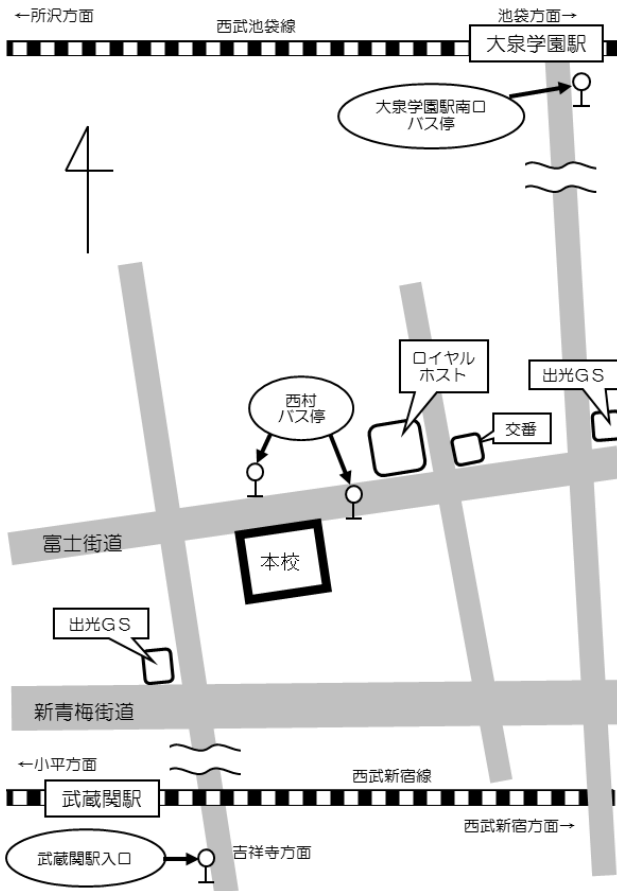 ←所沢方面
西武池袋線
池袋方面→
大泉学園駅
大泉学園駅南口
バス停
ロイヤル
ホスト
出光GS
西村
バス停
交番
富士街道
本校
出光GS
新青梅街道
←小平方面
西武新宿線
武蔵関駅
西武新宿方面→
武蔵関駅入口
吉祥寺方面